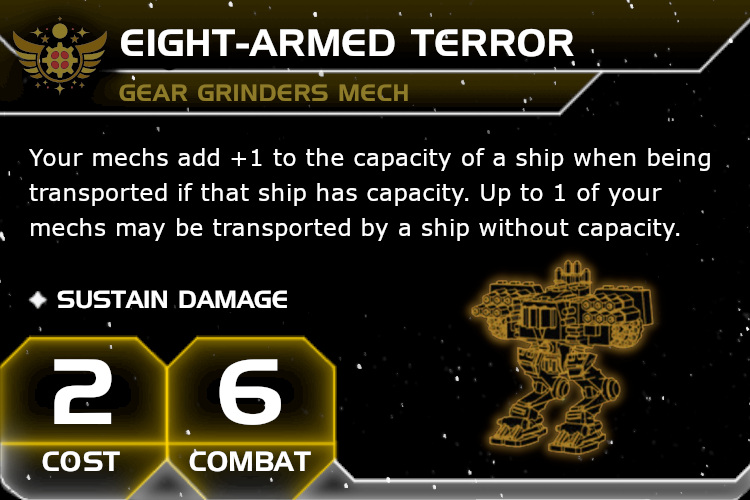 EIGHT-ARMED TERROR
GEAR GRINDERS MECH
Your mechs add +1 to the capacity of a ship when being
transported if that ship has capacity. Up to 1 of your
mechs may be transported by a ship without capacity.
SUSTAIN DAMAGE
2 6
COST COMBAT